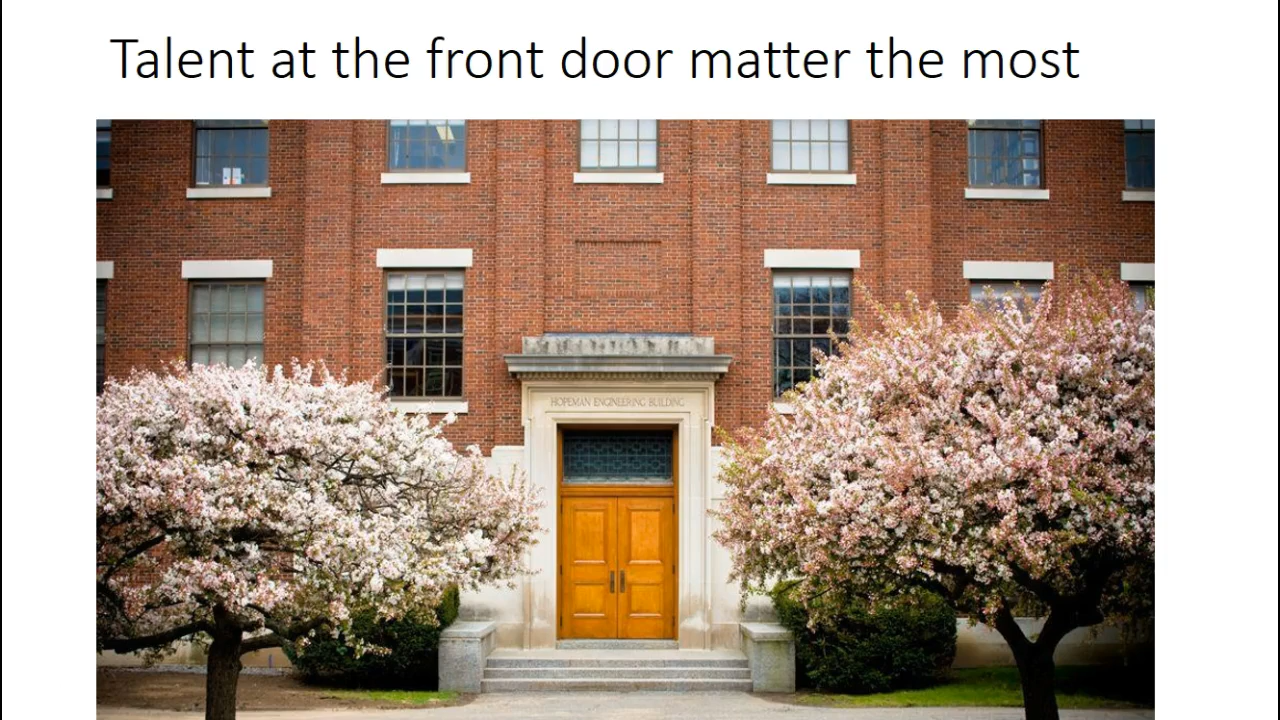 Talent at the front door matter the most
HOPEMAN ENGINEERING BUILDING